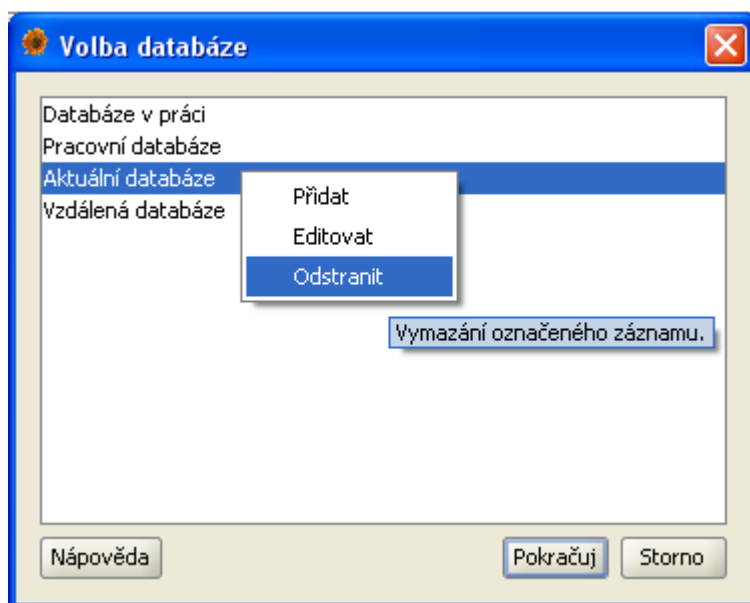 Volba databáze
Databáze v práci
Pracovní databáze
Aktuální databáze
Vzdálená databáze
Přidat
Editovat
Odstranit
Vymazání označeného záznamu.
Nápověda
Pokračuj
Storno